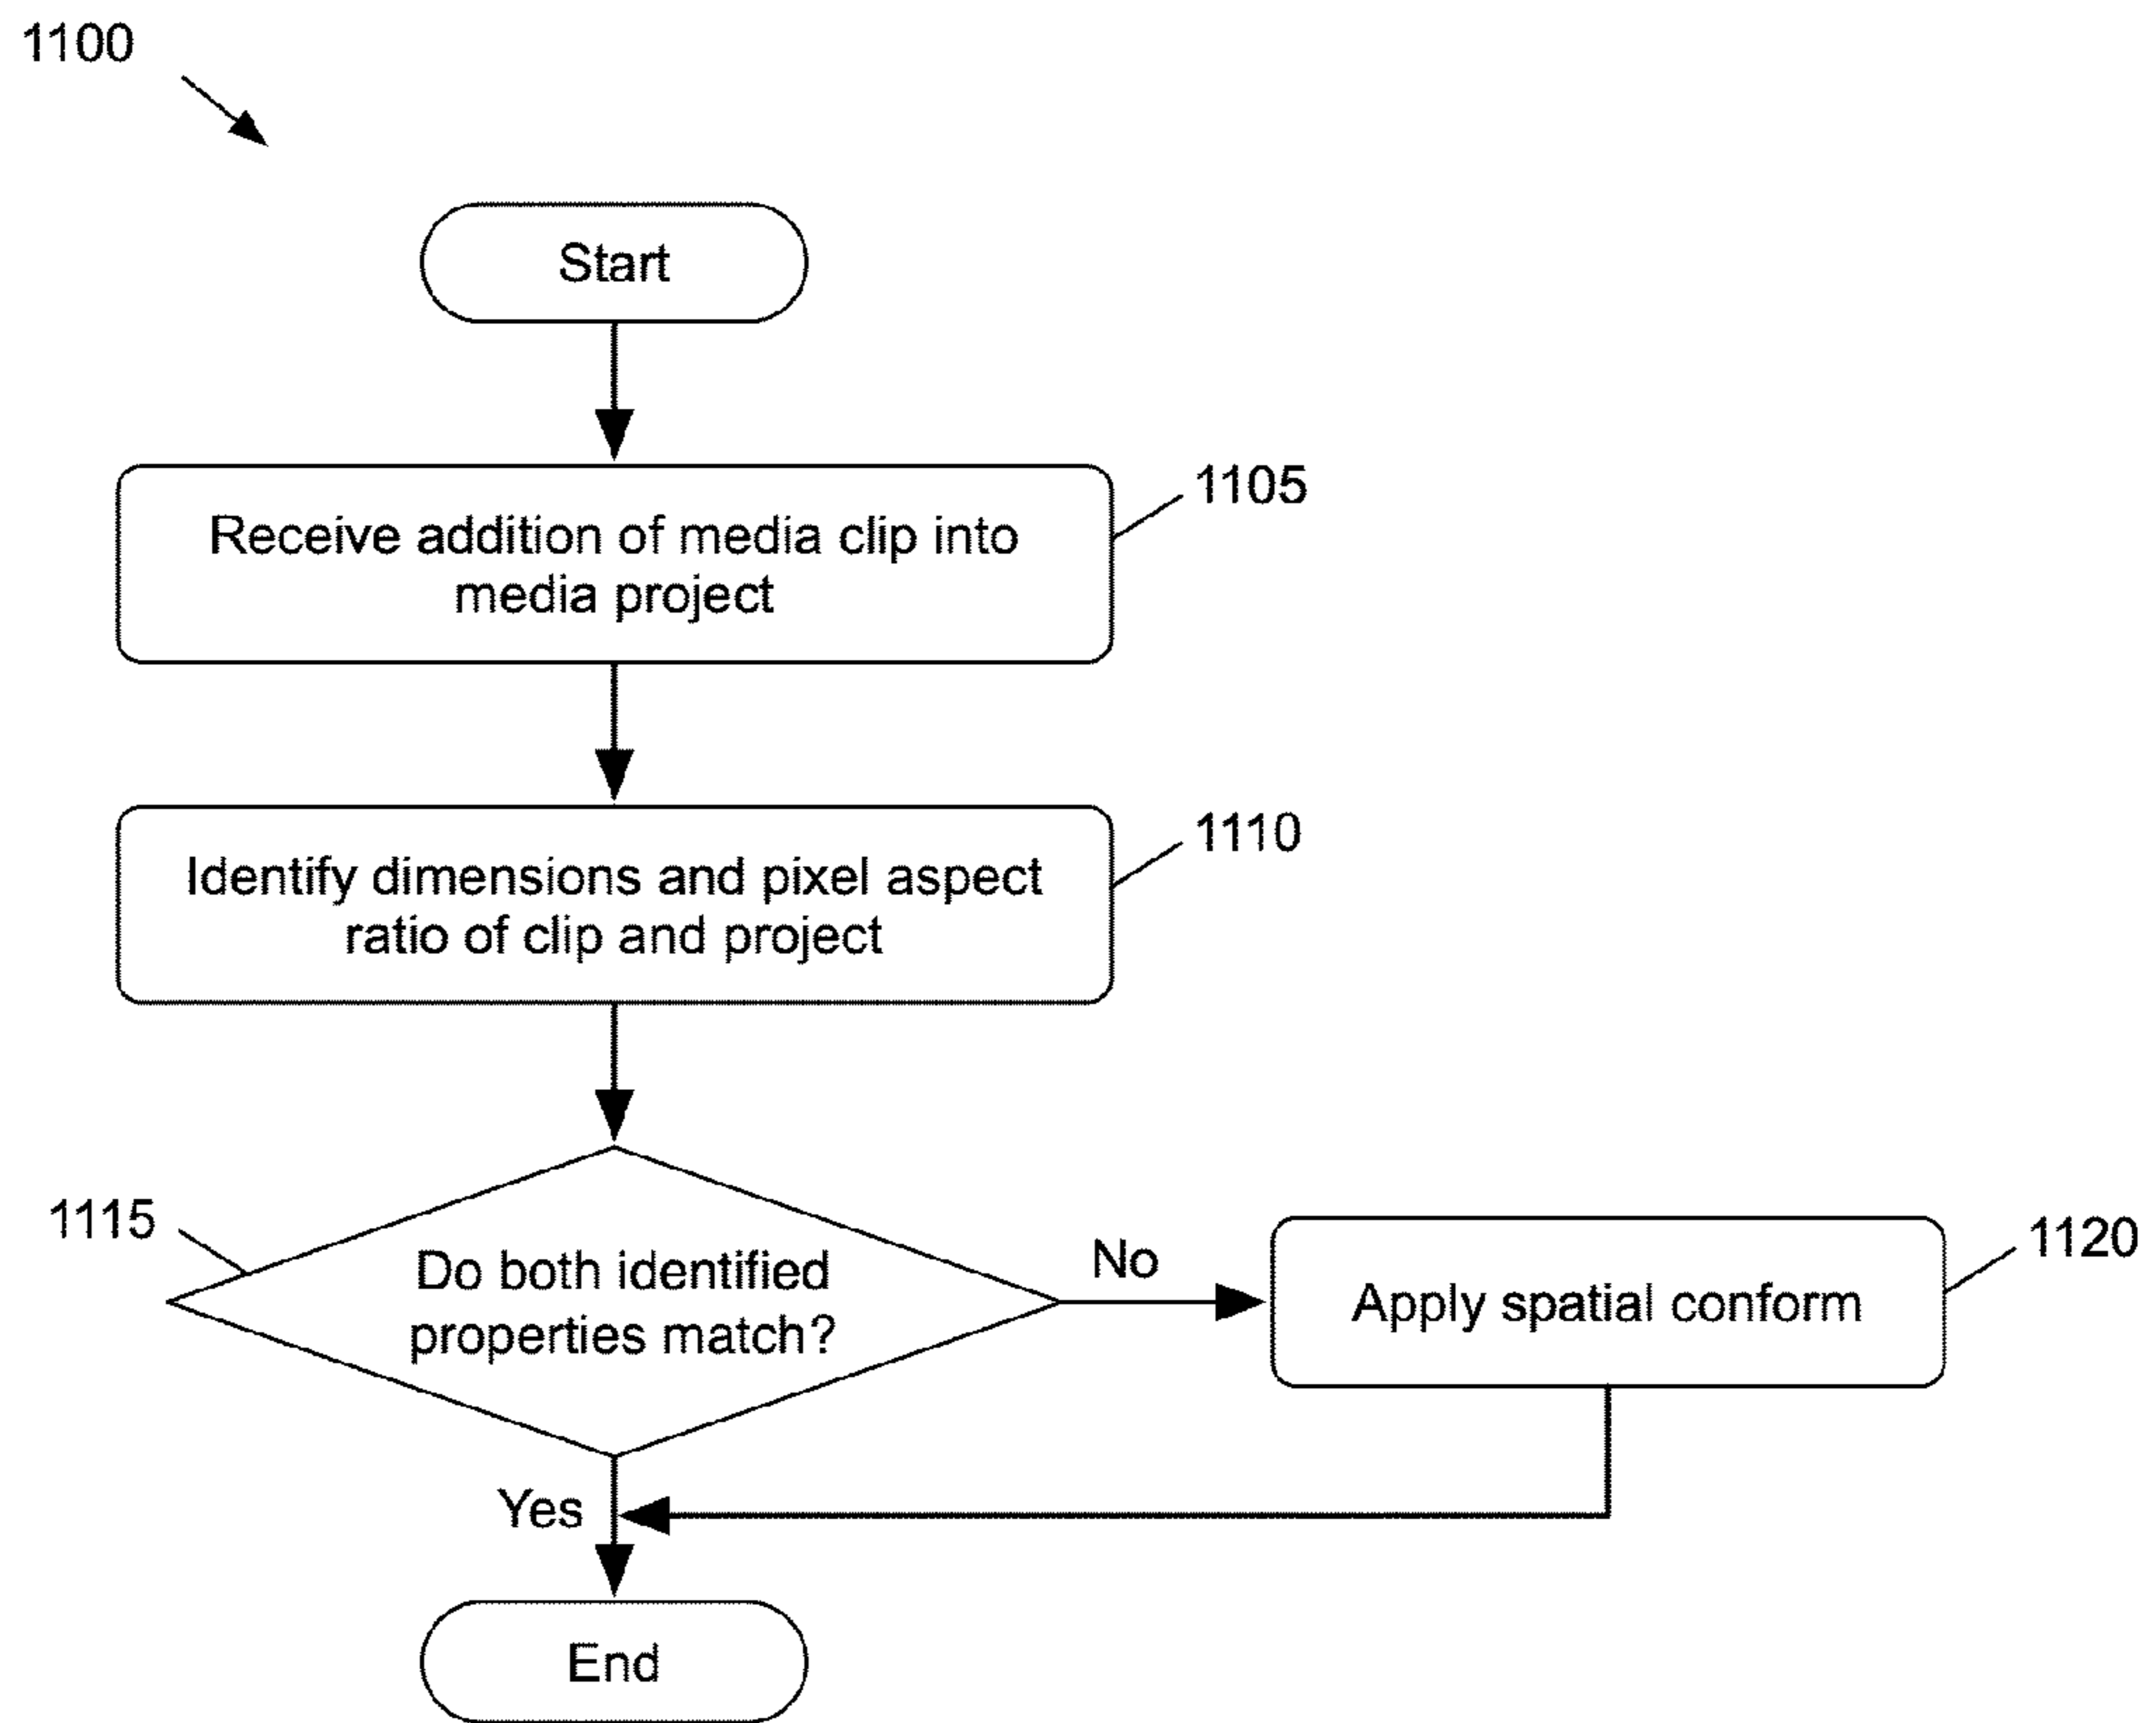 1100
Start
Receive addition of media clip into
media project
1105
Identify dimensions and pixel aspect
ratio of clip and project
1110
1115
Do both identified
properties match?
No
Apply spatial conform
1120
Yes
End